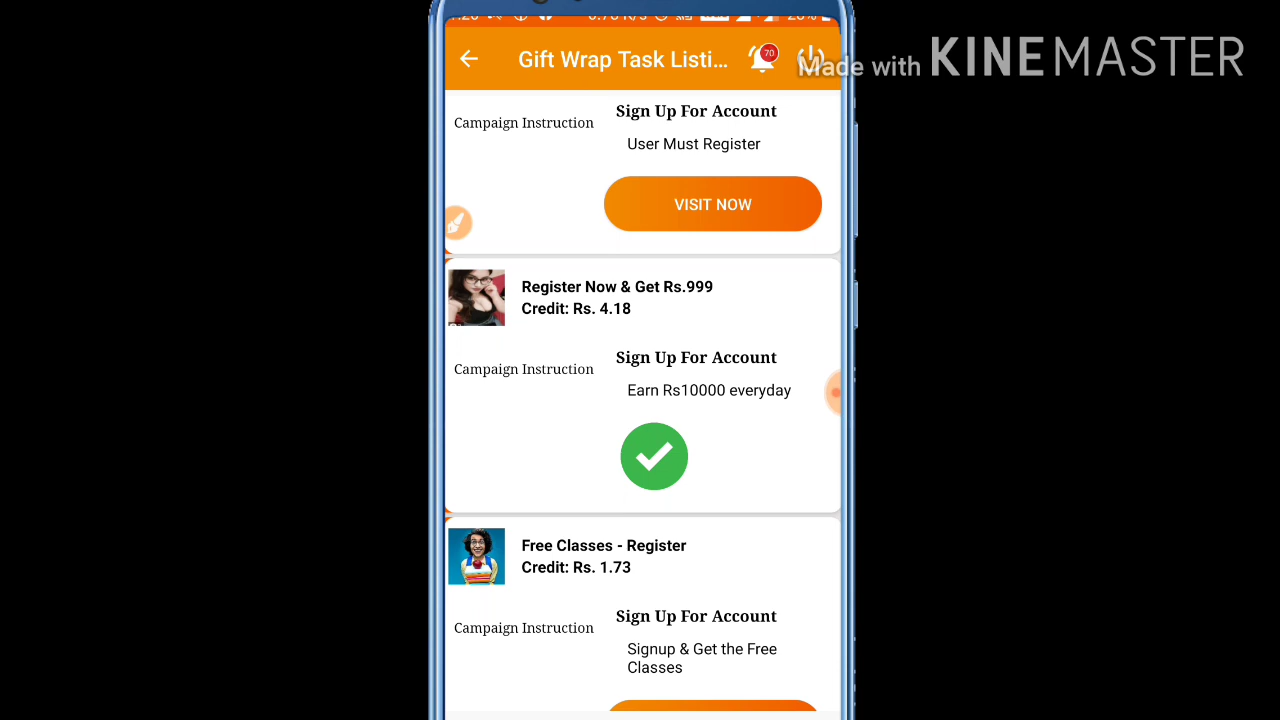 Gift Wrap Task Listi...
70
Made with KINEMASTER
Sign Up For Account
Campaign Instruction
User Must Register
VISIT NOW
Register Now & Get Rs.999
Credit: Rs. 4.18
Sign Up For Account
Campaign Instruction
Earn Rs10000 everyday
Free Classes - Register
Credit: Rs. 1.73
Sign Up For Account
Campaign Instruction
Signup & Get the Free
Classes